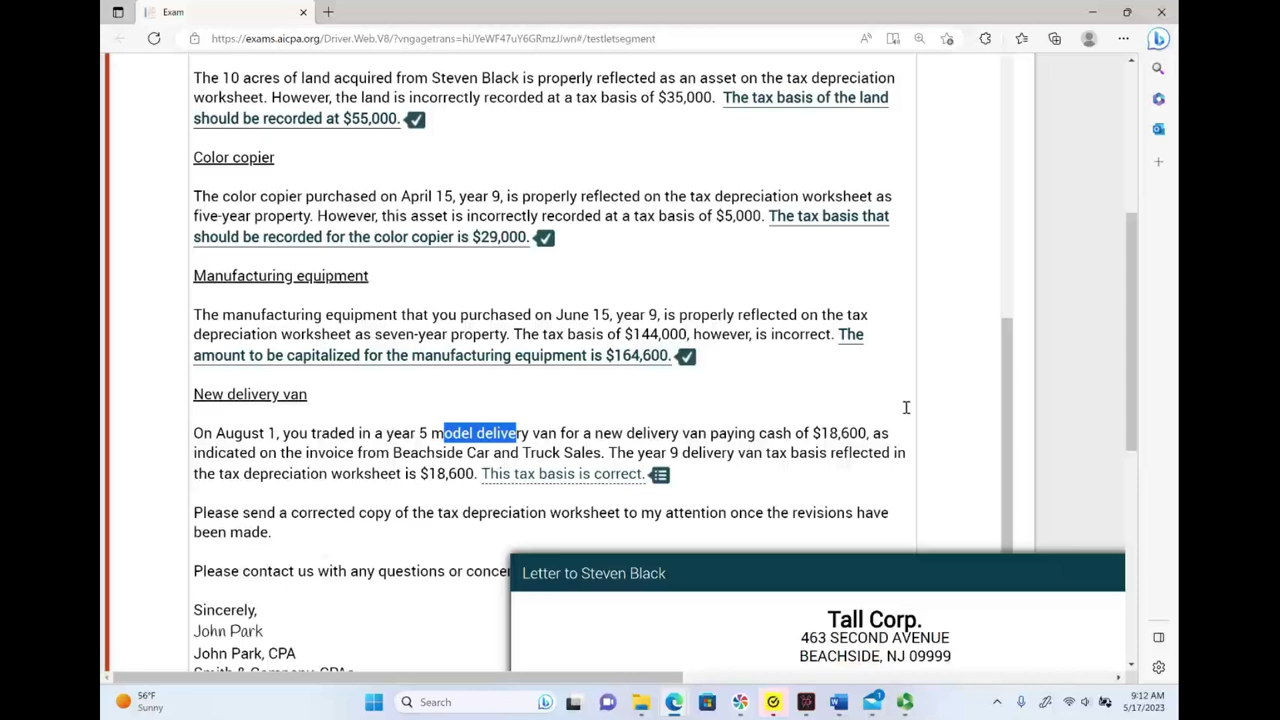 Exam
https://exams.aicpa.org/Driver.Web.V8/?vngagetrans=hiJYeWF47uY6GRmzJJwn#/testletsegment
The 10 acres of land acquired from Steven Black is properly reflected as an asset on the tax depreciation
worksheet. However, the land is incorrectly recorded at a tax basis of $35,000. The tax basis of the land
should be recorded at $55,000.
Color copier
The color copier purchased on April 15, year 9, is properly reflected on the tax depreciation worksheet as
five-year property. However, this asset is incorrectly recorded at a tax basis of $5,000. The tax basis that
should be recorded for the color copier is $29,000.
Manufacturing equipment
The manufacturing equipment that you purchased on June 15, year 9, is properly reflected on the tax
depreciation worksheet as seven-year property. The tax basis of $144,000, however, is incorrect. The
amount to be capitalized for the manufacturing equipment is $164,600.
New delivery van
On August 1, you traded in a year 5 model delivery van for a new delivery van paying cash of $18,600, as
indicated on the invoice from Beachside Car and Truck Sales. The year 9 delivery van tax basis reflected in
the tax depreciation worksheet is $18,600. This tax basis is correct.
Please send a corrected copy of the tax depreciation worksheet to my attention once the revisions have
been made.
Please contact us with any questions or concer
Sincerely,
John Park
John Park, CPA
Smith & Company, CPAs
Letter to Steven Black
Tall Corp.
463 SECOND AVENUE
BEACHSIDE, NJ 09999
56°F
Sunny
Search
9:12 AM
5/17/2023